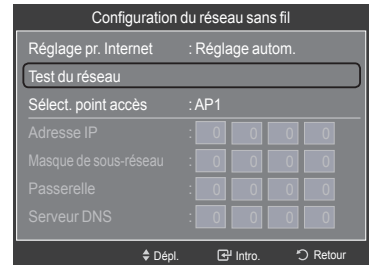 Configuration du réseau sans fil
Réglage pr. Internet : Réglage autom.
Test du réseau
Sélect. point accès : AP1
Adresse IP : 0 0 0 0
Masque de sous-réseau : 0 0 0 0
Passerelle : 0 0 0 0
Serveur DNS : 0 0 0 0
Dépl. Intro. Retour